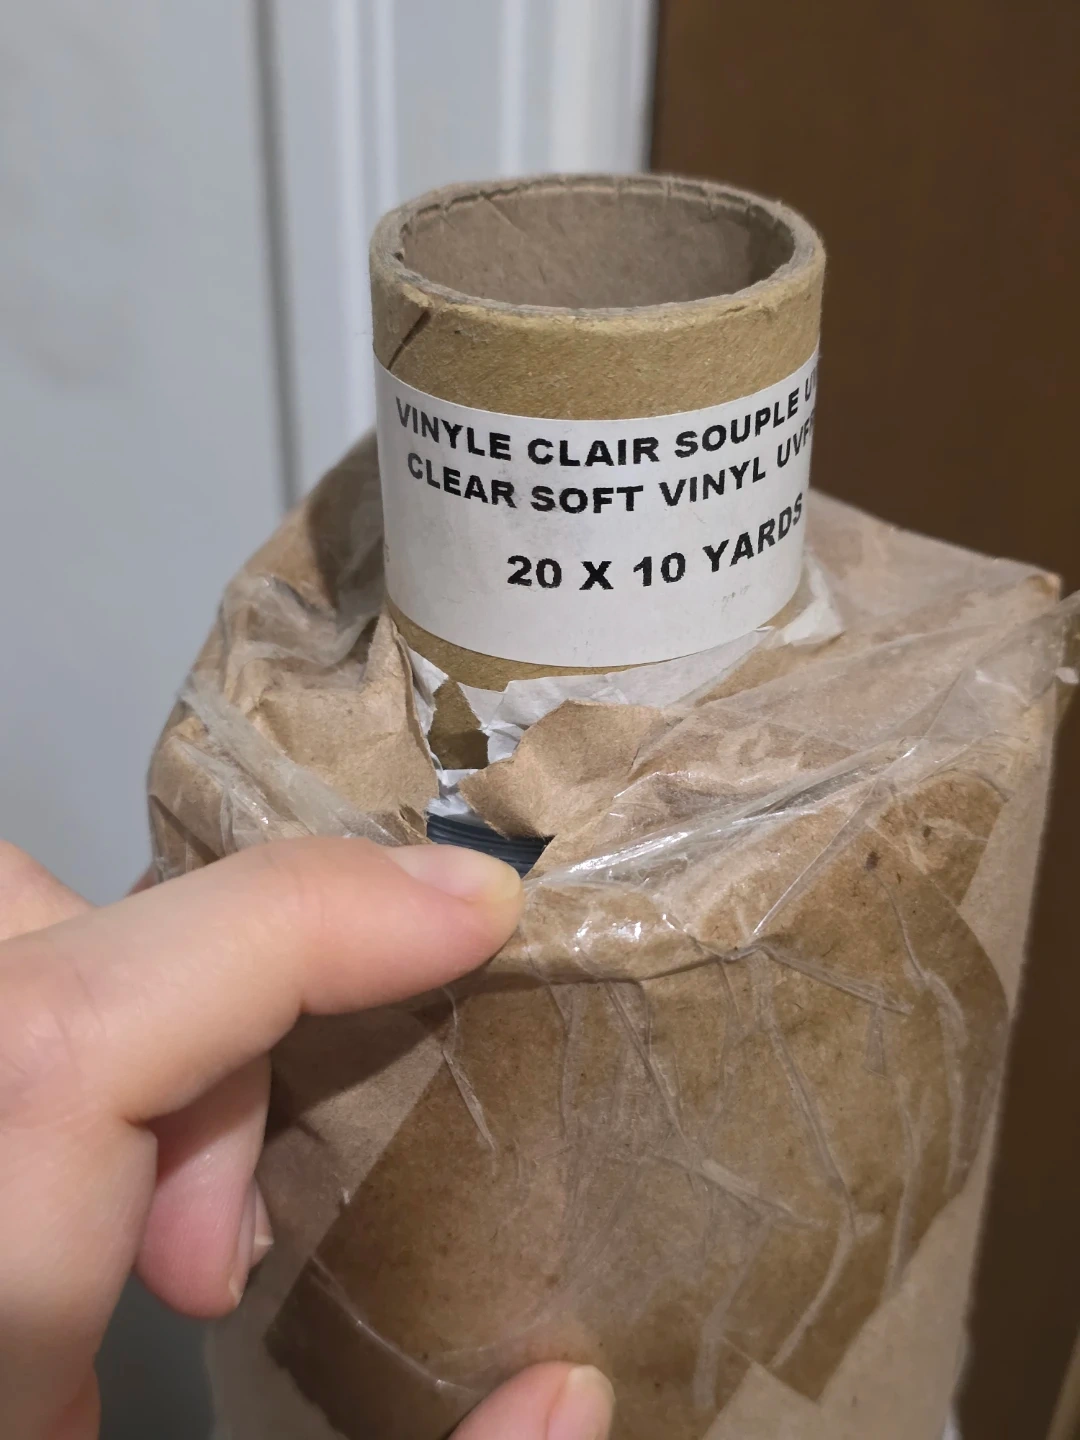 VINYLE CLAIR SOUPLE
CLEAR SOFT VINYL
20 X 10 YARDS